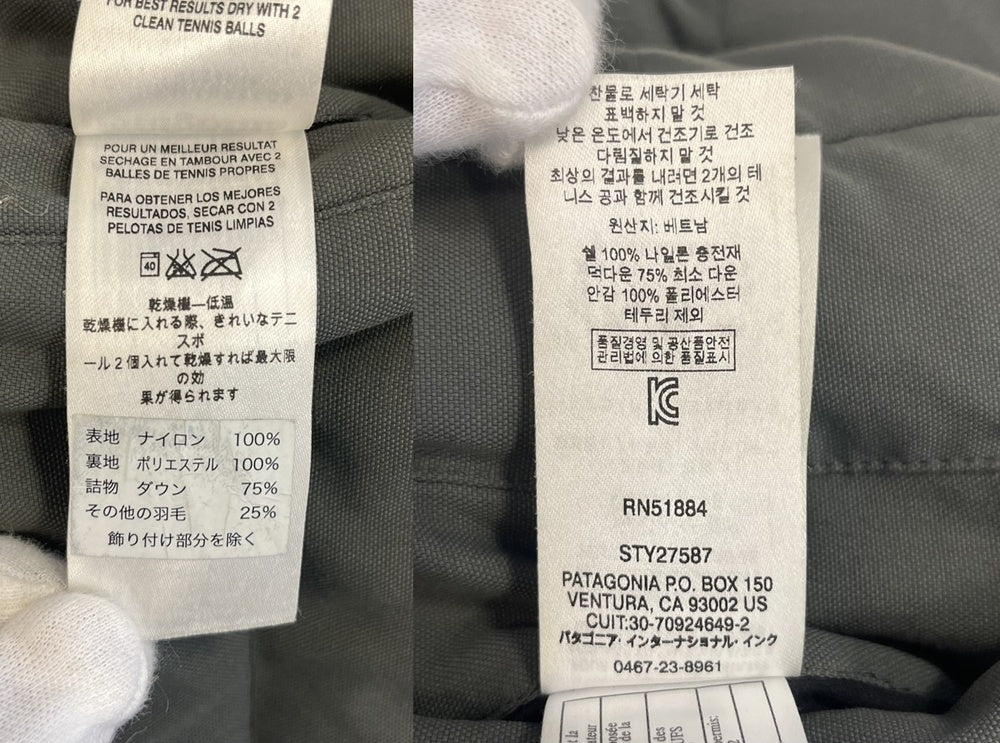 FOR BEST RESULTS DRY WITH 2
CLEAN TENNIS BALLS
POUR UN MEILLEUR RESULTAT
SECHAGE EN TAMBOUR AVEC 2
BALLES DE TENNIS PROPRES
PARA OBTENER LOS MEJORES
RESULTADOS, SECAR CON 2
PELOTAS DE TENIS LIMPIAS
40
乾燥機—低温
乾燥機に入れる際、きれいなテニ
スボ
ール2個入れて乾燥すれば最大限
の効
果が得られます
表地 ナイロン 100%
裏地 ポリエステル 100%
詰物 ダウン 75%
その他の羽毛 25%
飾り付け部分を除く
찬물로 세탁기 세탁
표백하지 말 것
낮은 온도에서 건조기로 건조
다림질하지 말 것
최상의 결과를 내려면 2개의 테
니스 공과 함께 건조시킬 것
원산지: 베트남
쉘 100% 나일론 충전재
덕다운 75% 최소 다운
안감 100% 폴리에스터
테두리 제외
품질경영 및 공산품안전
관리법에 의한 품질표시
RN51884
STY27587
PATAGONIA P.O. BOX 150
VENTURA, CA 93002 US
CUIT:30-70924649-2
パタゴニア・インターナショナル・インク
0467-23-8961